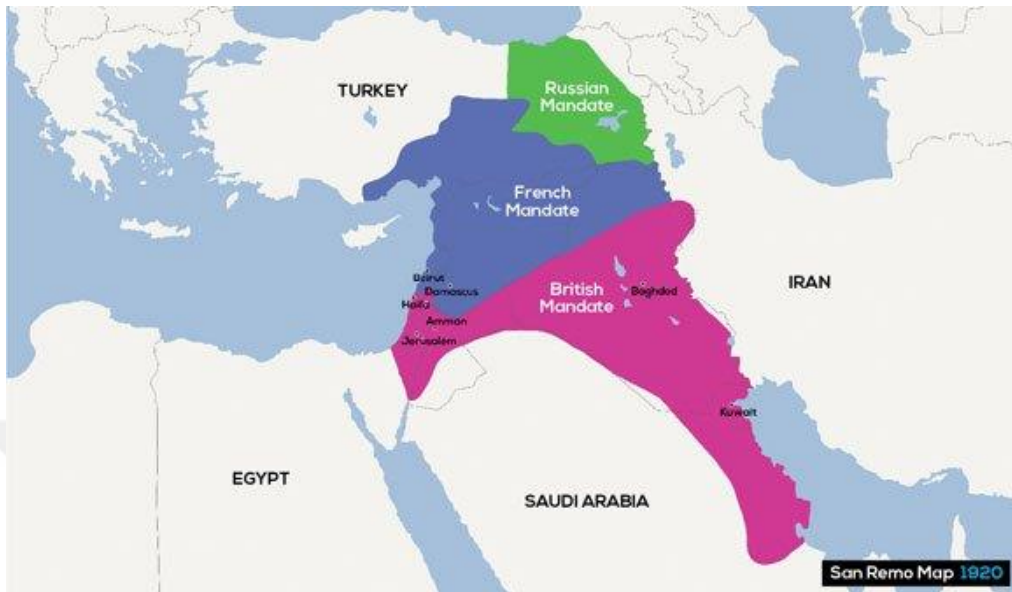 TURKEY
Russian
Mandate
French
Mandate
IRAN
Beirut
Damascus
Haifa
British
Mandate
Baghdad
Amman
Jerusalem
Kuwait
EGYPT
SAUDI ARABIA
San Remo Map 1920